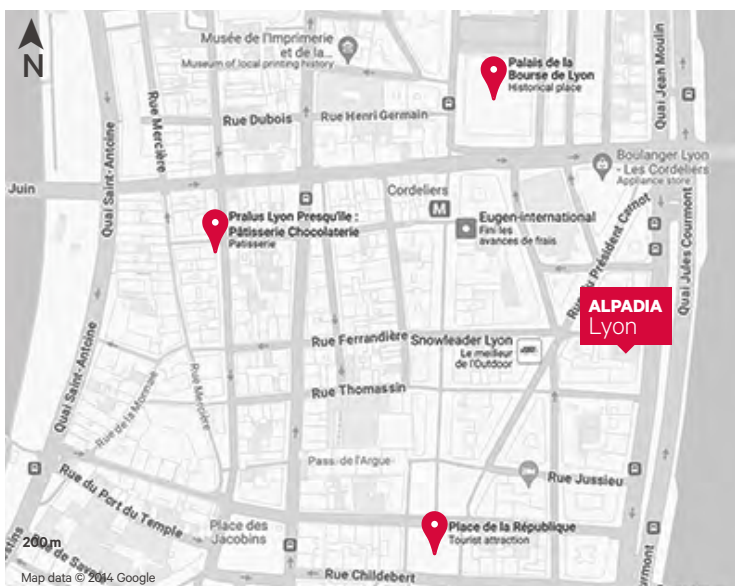 N
Musée de l'Imprimerie
et de la...
Museum of local printing history
Palais de la
Bourse de Lyon
Historical place
Quai Jean Moulin
Rue Mercière
Rue Dubois
Rue Henri Germain
Quai Saint-Antoine
Boulanger Lyon
- Les Cordeliers
Appliance store
Juin
Cordeliers
M
Pralus Lyon Presqu'île :
Pâtisserie Chocolaterie
Patisserie
Eugen-international
Fini les
avances de frais
Rue du Président Carnot
Quai Jules Courmont
ALPADIA
Lyon
Rue Ferrandière
Snowleader Lyon
Le meilleur
de l'Outdoor
Rue Thomassin
Rue Mercière
Quai Saint-Antoine
Rue de la Monnaie
Pass. de l'Argue
Rue Jussieu
Rue du Port du Temple
Place des
Jacobins
Place de la République
Tourist attraction
200 m
Rue Childebert
Map data © 2014 Google